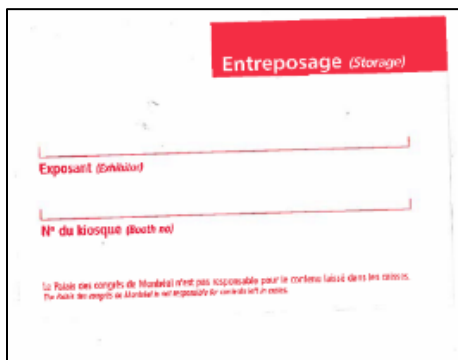 Entreposage (Storage)
Exposant (Exhibitor)
Nº du kiosque (Booth no)
Le Palais des congrès de Montréal n'est pas responsable pour le contenu laissé dans les caisses.
The Palais des congrès de Montréal is not responsible for contents left in cases.